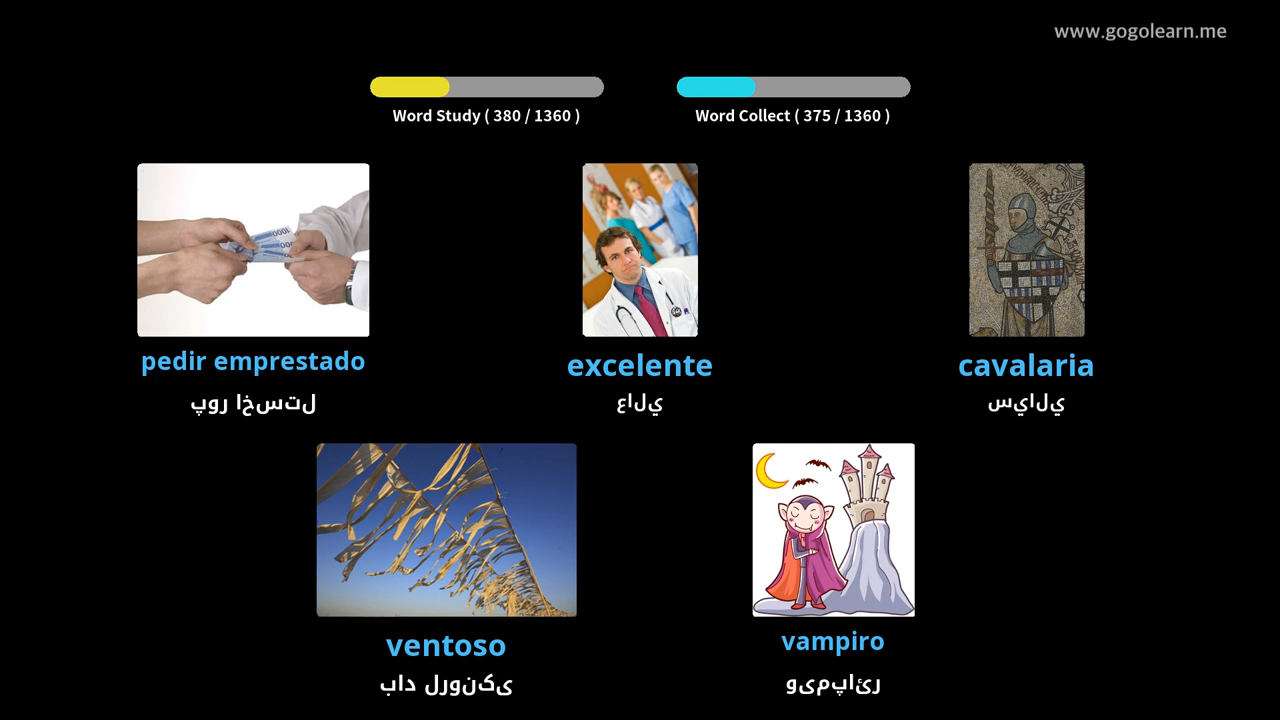 www.gogolearn.me
Word Study ( 380 / 1360 )
Word Collect ( 375 / 1360 )
pedir emprestado
excelente
cavalaria
پور اخستل
عالي
سيالي
ventoso
vampiro
باد لرونکی
ویمپائر